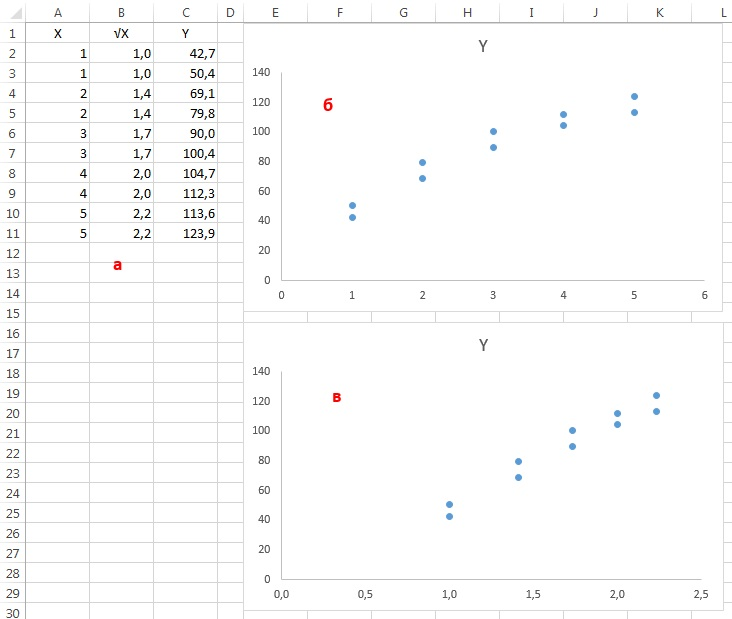 A B C D E F G H I J K L
1 X √X Y
2 1 1,0 42,7
3 1 1,0 50,4
4 2 1,4 69,1
5 2 1,4 79,8
6 3 1,7 90,0
7 3 1,7 100,4
8 4 2,0 104,7
9 4 2,0 112,3
10 5 2,2 113,6
11 5 2,2 123,9
12
13 а
14
15
16
17
18
19
20
21
22
23
24
25
26
27
28
29
30
Y
140
120 б
100
80
60
40
20
0
0 1 2 3 4 5 6
Y
140
120 в
100
80
60
40
20
0
0,0 0,5 1,0 1,5 2,0 2,5